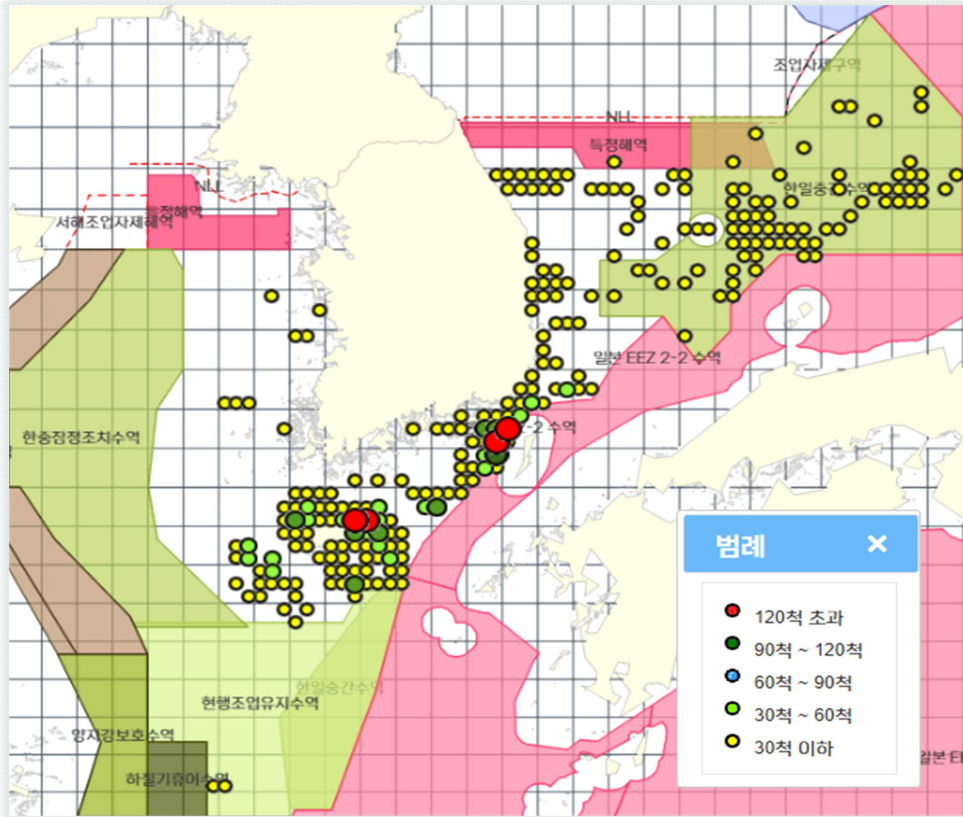 조업자제구역
NLL
특정해역
NLL
특정해역
한일중간수역
서해조업자제해역
일본 EEZ 2-2 수역
2-2 수역
한중잠정조치수역
범례 ×
120척 초과
90척 ~ 120척
60척 ~ 90척
30척 ~ 60척
30척 이하
한일중간수역
현행조업유지수역
양자강보호수역
일본 EE
하절기휴어수역